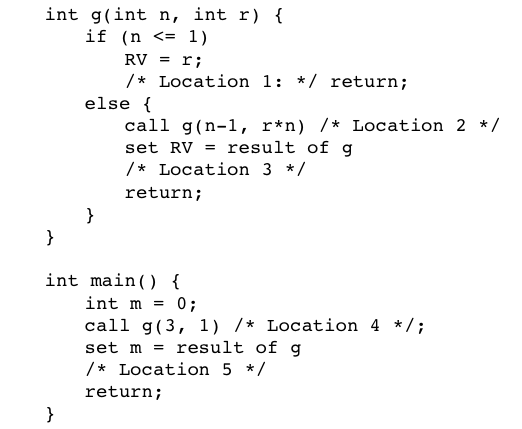 int g(int n, int r) {
    if (n <= 1)
        RV = r;
        /* Location 1: */ return;
    else {
        call g(n-1, r*n) /* Location 2 */
        set RV = result of g
        /* Location 3 */
        return;
    }
}

int main() {
    int m = 0;
    call g(3, 1) /* Location 4 */;
    set m = result of g
    /* Location 5 */
    return;
}